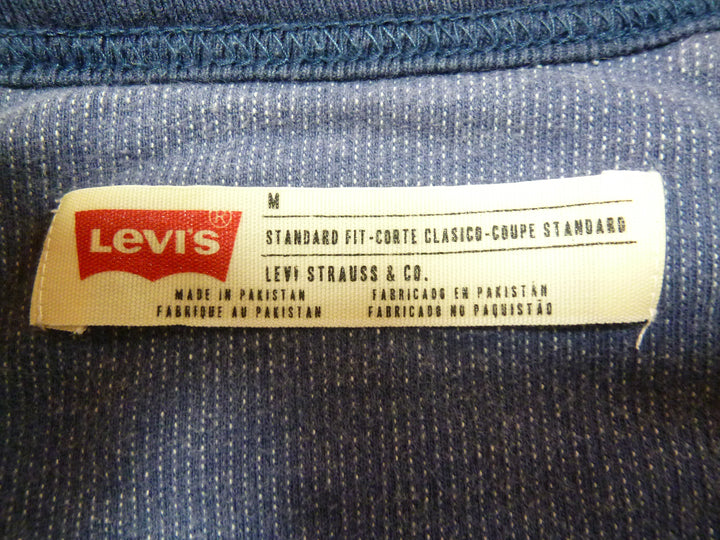 LEVI'S ®
M
STANDARD FIT-CORTE CLASICO-COUPE STANDARD
LEVI STRAUSS & CO.
MADE IN PAKISTAN FABRICADO EN PAKISTÁN
FABRIQUE AU PAKISTAN FABRICADO NO PAQUISTÃO